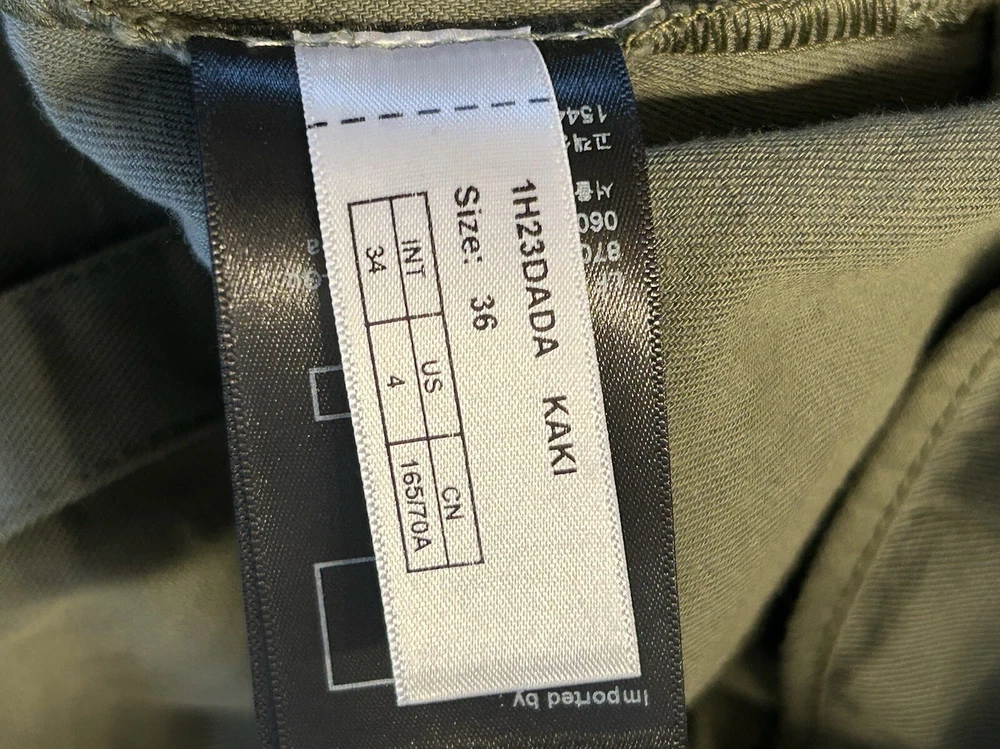 1H23DADA KAKI
Size: 36
INT US CN
34 4 165/70A
Imported by